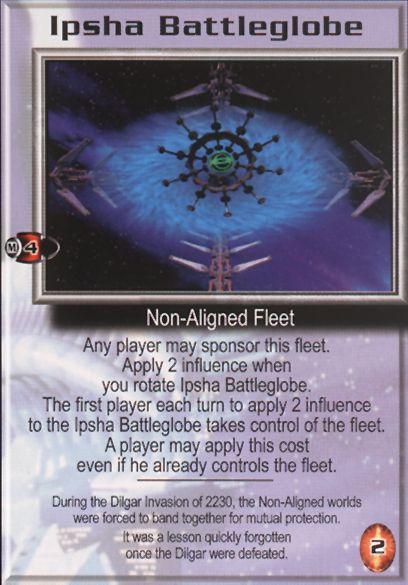 Ipsha Battleglobe
M 4
Non-Aligned Fleet
Any player may sponsor this fleet.
Apply 2 influence when
you rotate Ipsha Battleglobe.
The first player each turn to apply 2 influence
to the Ipsha Battleglobe takes control of the fleet.
A player may apply this cost
even if he already controls the fleet.
During the Dilgar Invasion of 2230, the Non-Aligned worlds
were forced to band together for mutual protection.
It was a lesson quickly forgotten
once the Dilgar were defeated.
2